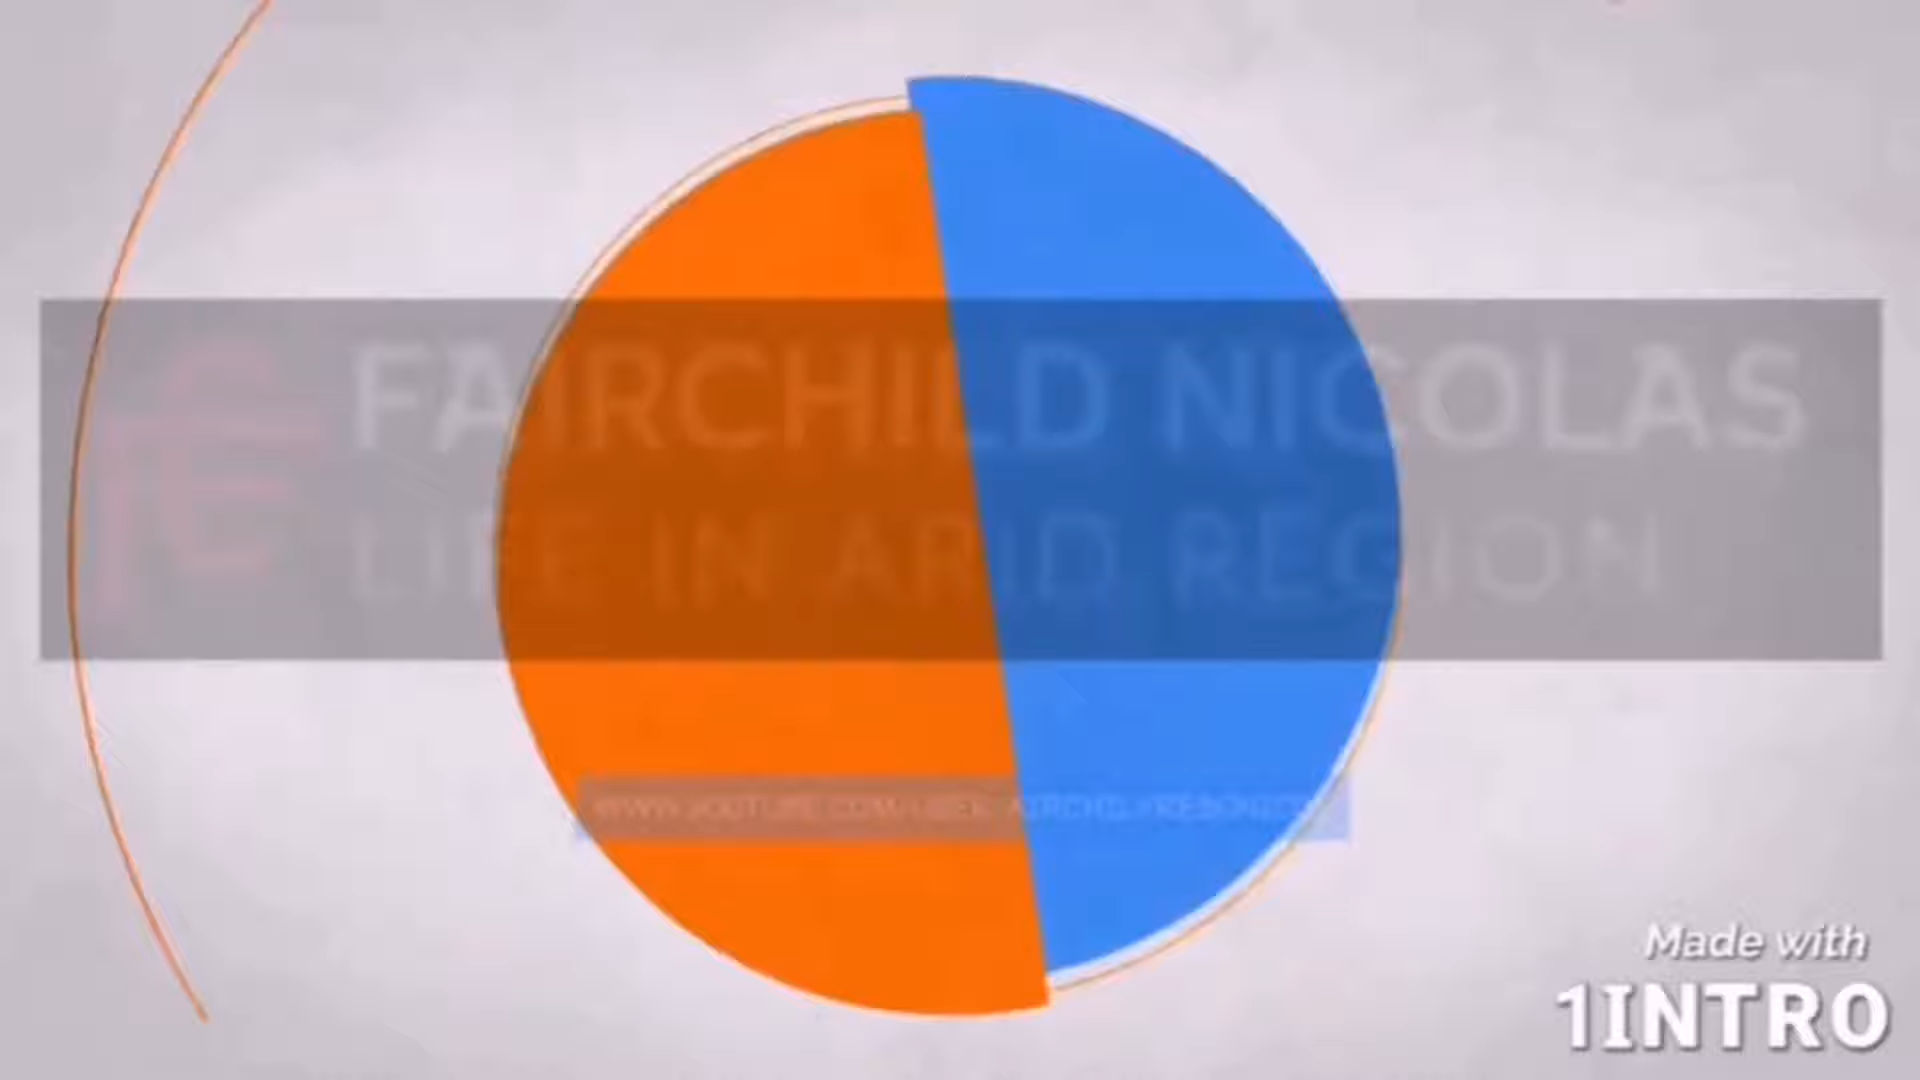 FAIRCHILD NICOLAS
LIFE IN ARID REGION
Made with
1INTRO